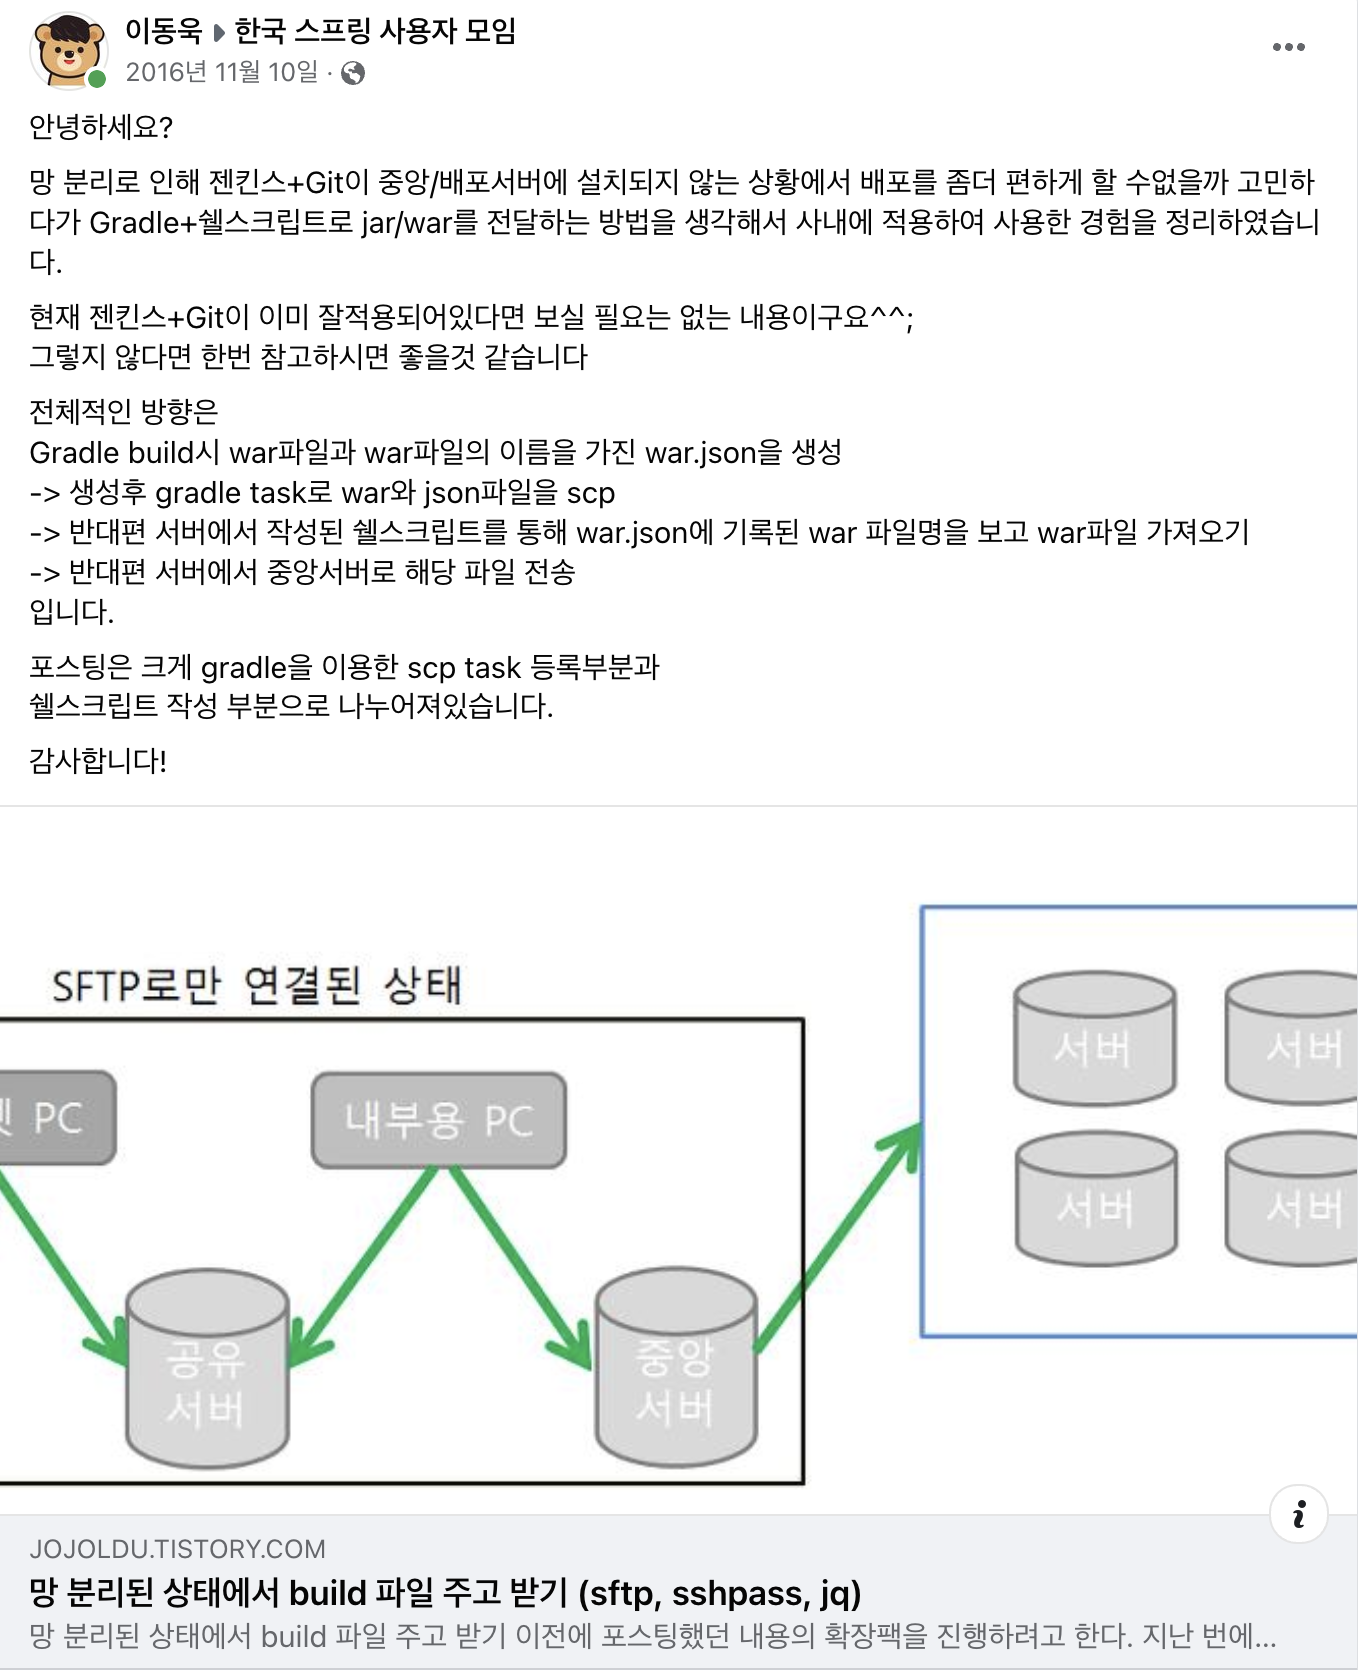 이동욱 ▸ 한국 스프링 사용자 모임
2016년 11월 10일 ·
안녕하세요?
망 분리로 인해 젠킨스+Git이 중앙/배포서버에 설치되지 않는 상황에서 배포를 좀더 편하게 할 수없을까 고민하
다가 Gradle+쉘스크립트로 jar/war를 전달하는 방법을 생각해서 사내에 적용하여 사용한 경험을 정리하였습니
다.
현재 젠킨스+Git이 이미 잘적용되어있다면 보실 필요는 없는 내용이구요^^;
그렇지 않다면 한번 참고하시면 좋을것 같습니다
전체적인 방향은
Gradle build시 war파일과 war파일의 이름을 가진 war.json을 생성
-> 생성후 gradle task로 war와 json파일을 scp
-> 반대편 서버에서 작성된 쉘스크립트를 통해 war.json에 기록된 war 파일명을 보고 war파일 가져오기
-> 반대편 서버에서 중앙서버로 해당 파일 전송
입니다.
포스팅은 크게 gradle을 이용한 scp task 등록부분과
쉘스크립트 작성 부분으로 나누어져있습니다.
감사합니다!
SFTP로만 연결된 상태
PC
내부용 PC
서버
서버
서버
서버
공유
서버
중앙
서버
JOJOLDU.TISTORY.COM
망 분리된 상태에서 build 파일 주고 받기 (sftp, sshpass, jq)
망 분리된 상태에서 build 파일 주고 받기 이전에 포스팅했던 내용의 확장팩을 진행하려고 한다. 지난 번에...